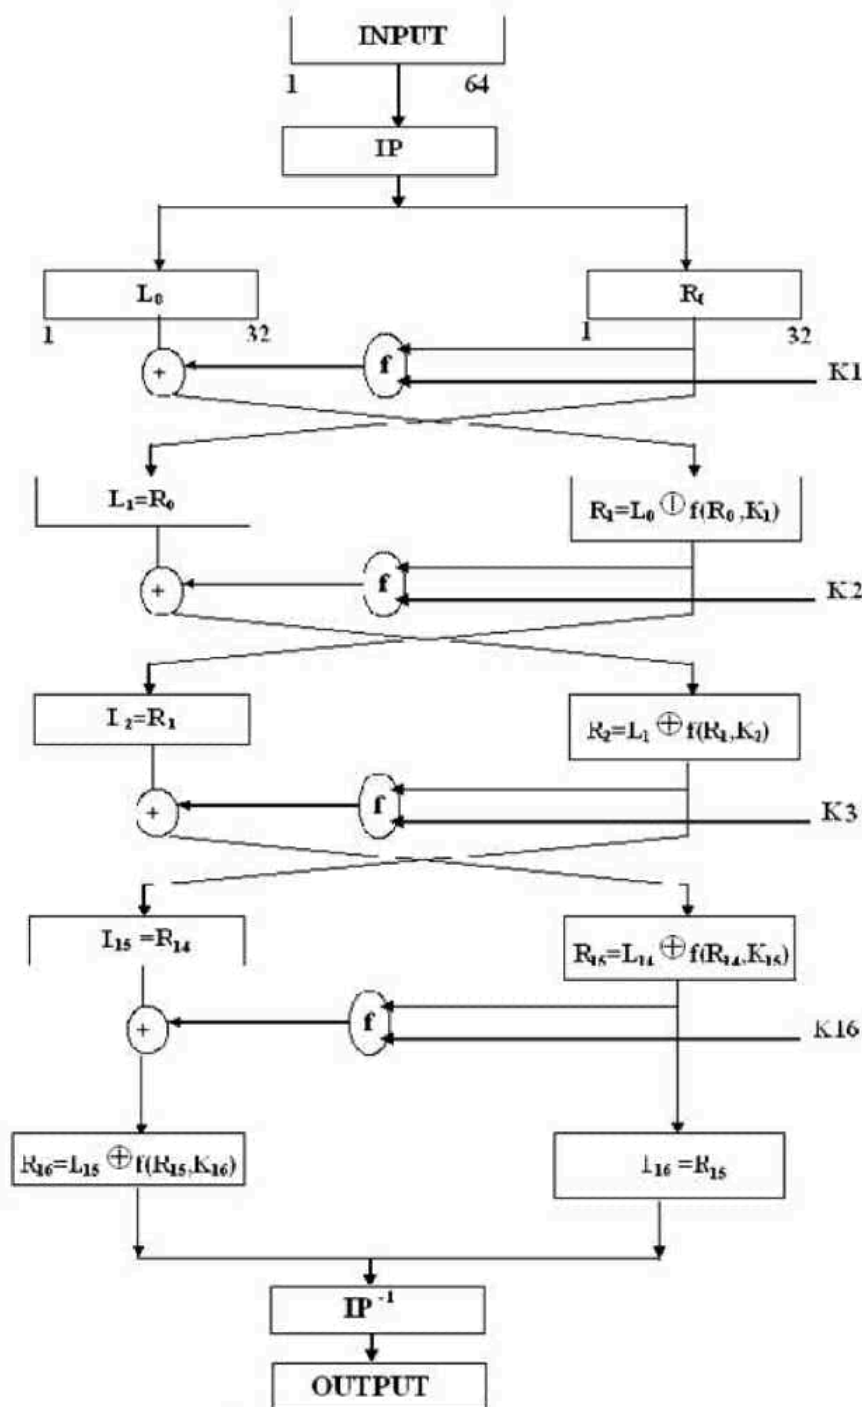 INPUT
1 64
IP
L₀ R₀
1 32 1 32
+ f K1
L₁=R₀ R₁=L₀ ⊕ f(R₀,K₁)
+ f K2
L₂=R₁ R₂=L₁ ⊕ f(R₁,K₂)
+ f K3
L₁₅=R₁₄ R₁₅=L₁₄ ⊕ f(R₁₄,K₁₅)
+ f K16
R₁₆=L₁₅ ⊕ f(R₁₅,K₁₆) L₁₆=R₁₅
IP⁻¹
OUTPUT